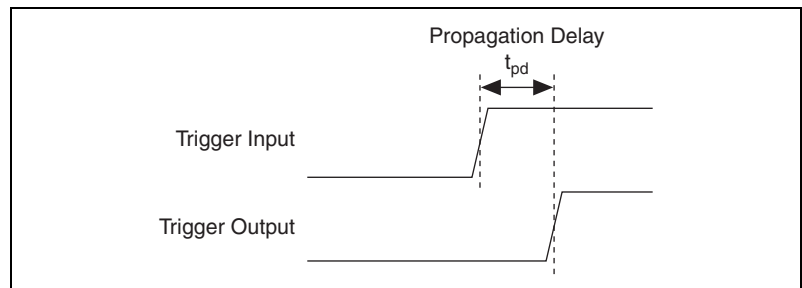 Propagation Delay
tpd
Trigger Input
Trigger Output